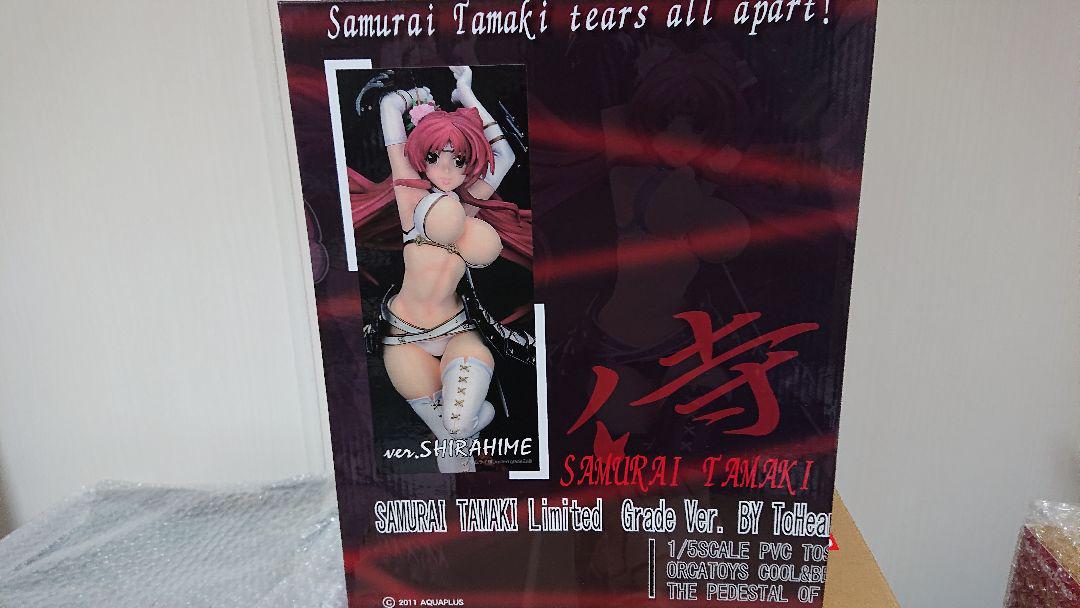 Samurai Tamaki tears all apart!
ver.SHIRAHIME
侍
SAMURAI TAMAKI
SAMURAI TAMAKI Limited Grade Ver. BY ToHea
1/5SCALE PVC TOS
ORCATOYS COOL&BE
THE PEDESTAL OF
© 2011 AQUAPLUS